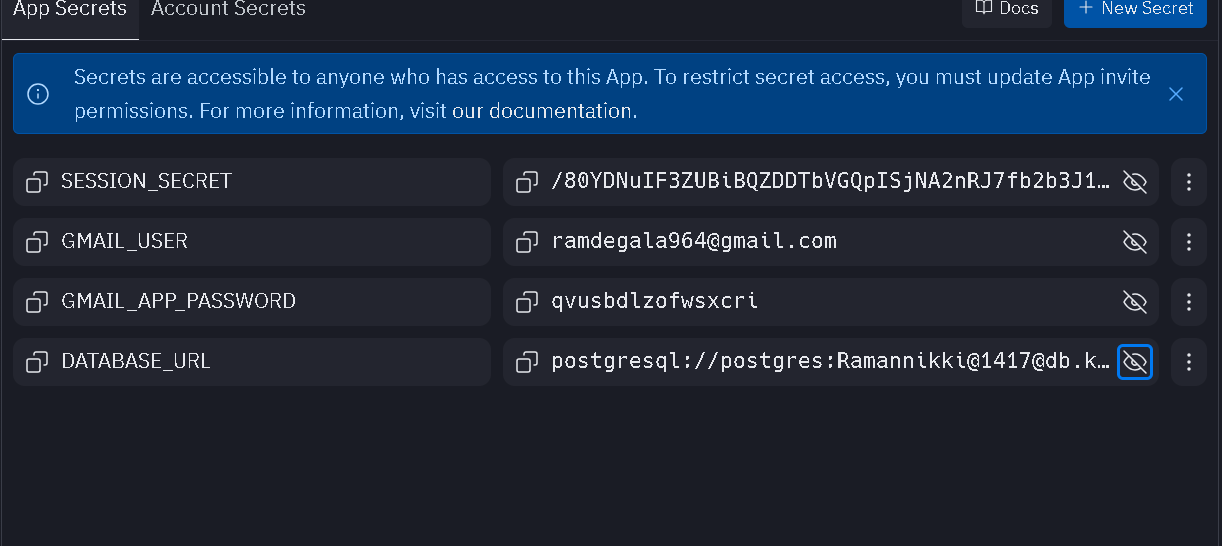 App Secrets
Account Secrets
Docs
New Secret
Secrets are accessible to anyone who has access to this App. To restrict secret access, you must update App invite
permissions. For more information, visit our documentation.
SESSION_SECRET
/80YDNuIF3ZUBiBQZDDTbVGQpISjNA2nRJ7fb2b3J1…
GMAIL_USER
ramdegala964@gmail.com
GMAIL_APP_PASSWORD
qvusbdlzofwsxcri
DATABASE_URL
postgresql://postgres:Ramannikki@1417@db.k…